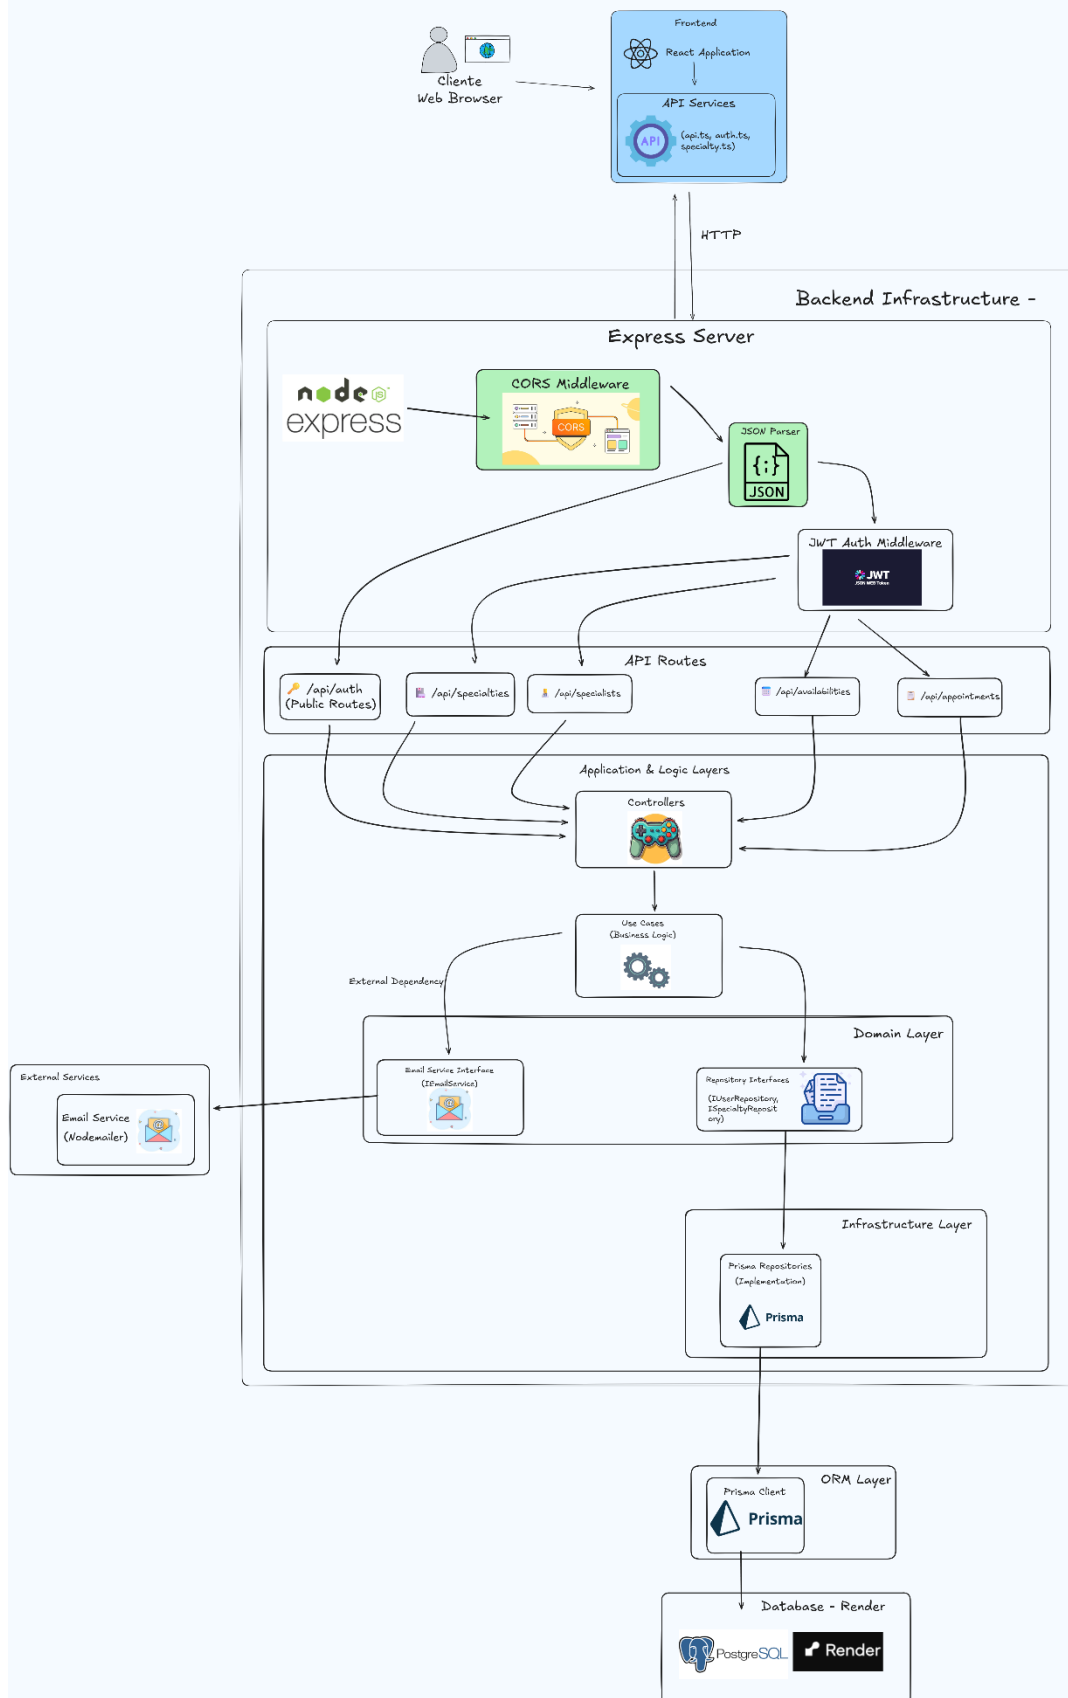 Frontend
React Application
API Services
API
(api.ts, auth.ts,
specialty.ts)
Cliente
Web Browser
HTTP
Backend Infrastructure -
Express Server
node JS
express
CORS Middleware
CORS
JSON Parser
{;}
JSON
JWT Auth Middleware
JWT
JSON WEB Token
API Routes
/api/auth
(Public Routes)
/api/specialties
/api/specialists
/api/availabilities
/api/appointments
Application & Logic Layers
Controllers
Use Cases
(Business Logic)
External Dependency
Domain Layer
Email Service Interface
(IEmailService)
Repository Interfaces
(IUserRepository,
ISpecialtyReposit
ory)
External Services
Email Service
(Nodemailer)
Infrastructure Layer
Prisma Repositories
(Implementation)
Prisma
ORM Layer
Prisma Client
Prisma
Database - Render
PostgreSQL
Render